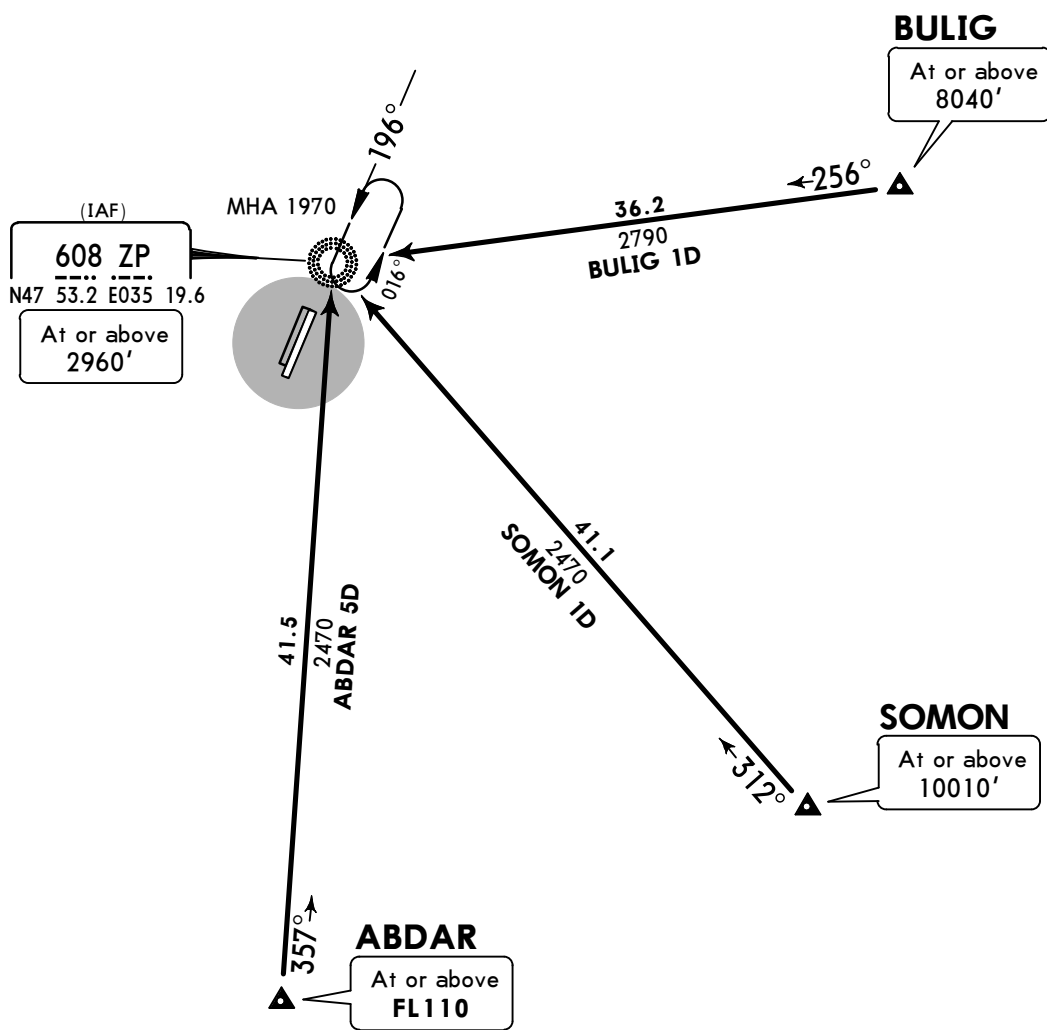 BULIG
At or above
8040'
256°
36.2
2790
BULIG 1D
196°
MHA 1970
016°
(IAF)
608 ZP
N47 53.2 E035 19.6
At or above
2960'
41.1
2470
SOMON 1D
312°
SOMON
At or above
10010'
41.5
2470
ABDAR 5D
357°
ABDAR
At or above
FL110